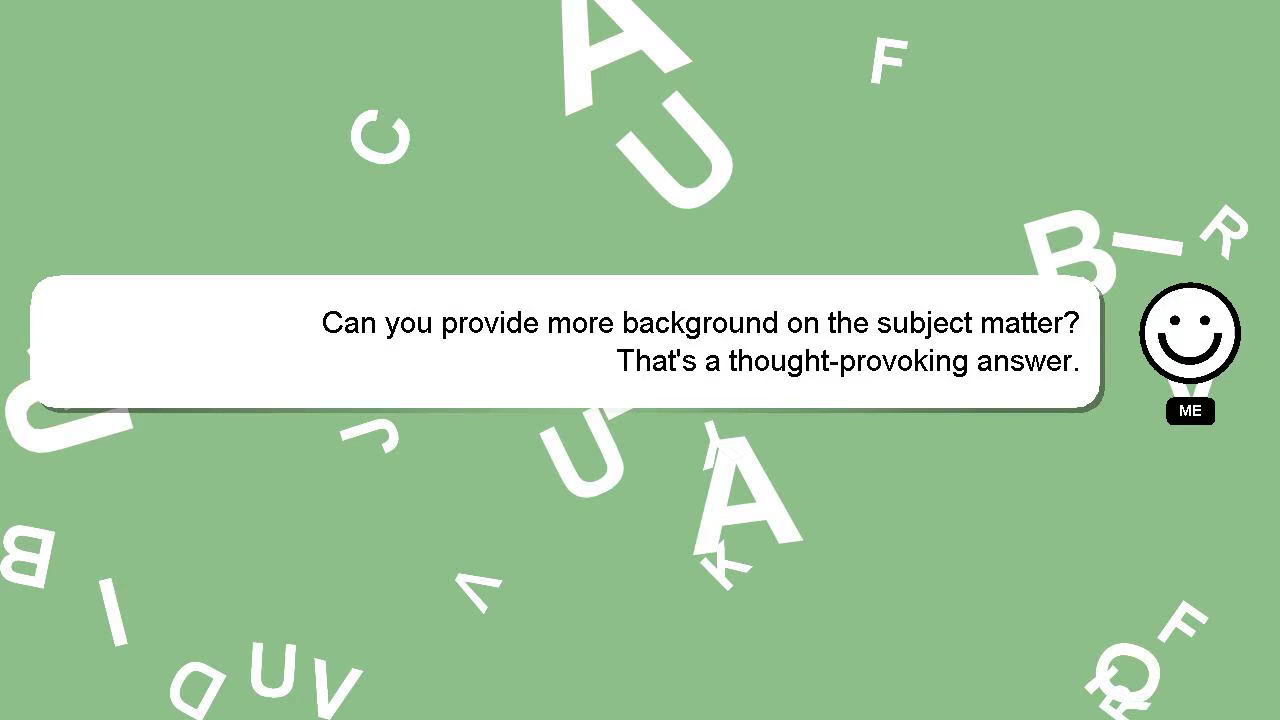 A
F
C
U
B
I
R
Can you provide more background on the subject matter?
That's a thought-provoking answer.
ME
J
U
A
K
B
I
V
F
D
U
V
Q